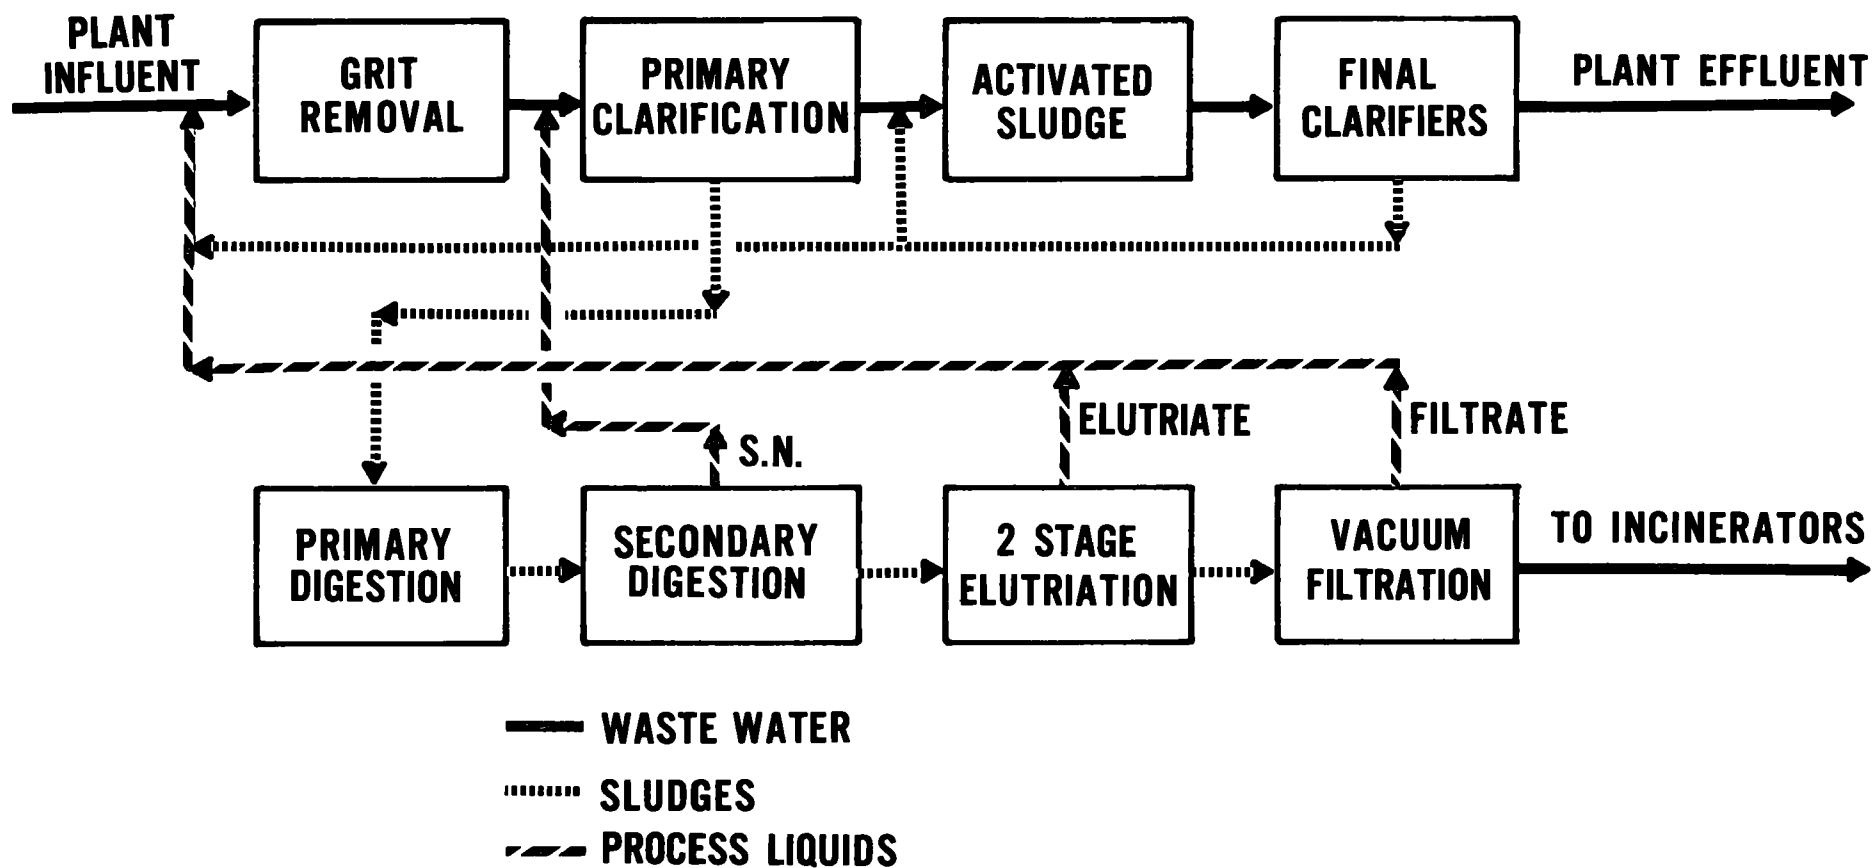 PLANT
INFLUENT
GRIT
REMOVAL
PRIMARY
CLARIFICATION
ACTIVATED
SLUDGE
FINAL
CLARIFIERS
PLANT EFFLUENT
S.N.
ELUTRIATE
FILTRATE
PRIMARY
DIGESTION
SECONDARY
DIGESTION
2 STAGE
ELUTRIATION
VACUUM
FILTRATION
TO INCINERATORS
WASTE WATER
SLUDGES
PROCESS LIQUIDS